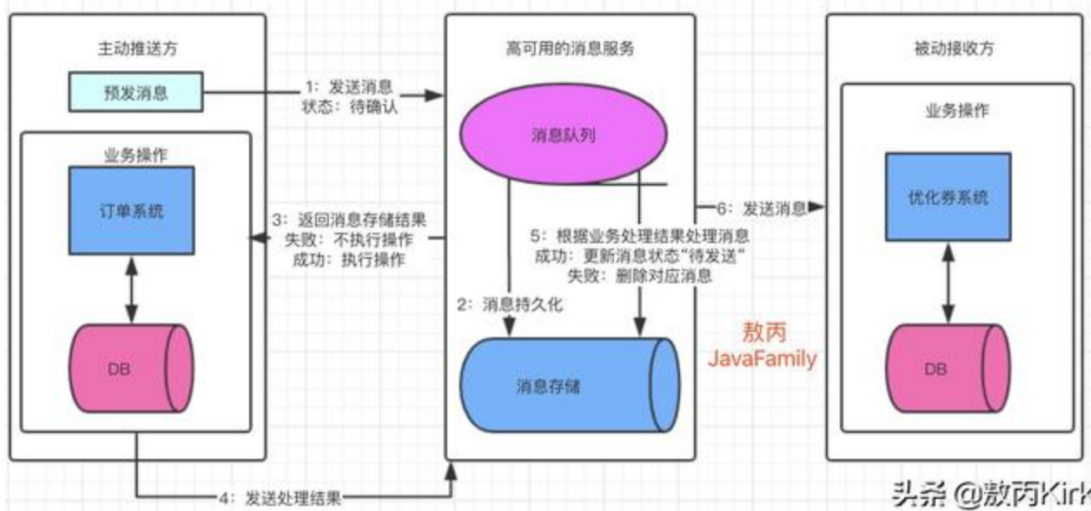 主动推送方
预发消息
业务操作
订单系统
DB
1：发送消息
状态：待确认
3：返回消息存储结果
失败：不执行操作
成功：执行操作
4：发送处理结果
高可用的消息服务
消息队列
5：根据业务处理结果处理消息
成功：更新消息状态“待发送”
失败：删除对应消息
2：消息持久化
消息存储
6：发送消息
敖丙
JavaFamily
被动接收方
业务操作
优化券系统
DB
头条 @敖丙Kirk